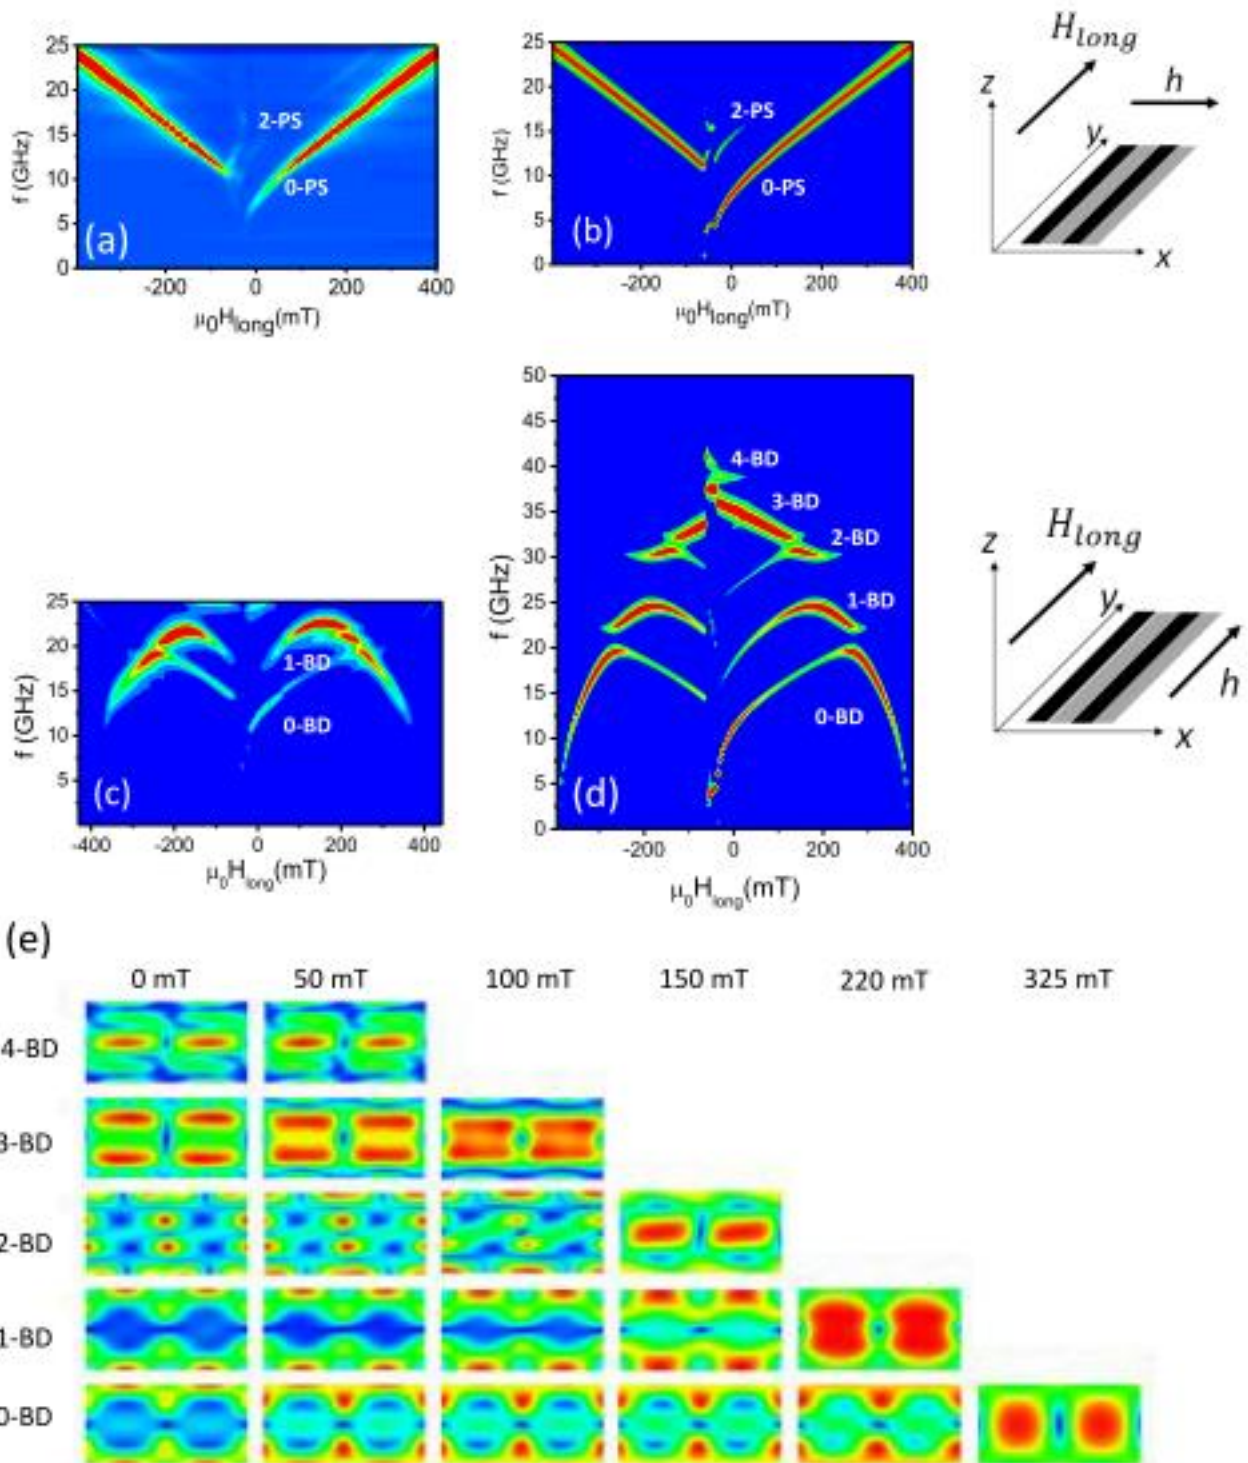 25
20
15
10
5
0
f (GHz)
2-PS
0-PS
(a)
-200 0 200 400
μ0Hlong(mT)
25
20
15
10
5
0
f (GHz)
2-PS
0-PS
(b)
-200 0 200 400
μ0Hlong(mT)
Hlong
h
z
y
x
25
20
15
10
5
f (GHz)
1-BD
0-BD
(c)
-400 -200 0 200 400
μ0Hlong(mT)
50
45
40
35
30
25
20
15
10
5
0
f (GHz)
4-BD
3-BD
2-BD
1-BD
0-BD
(d)
-200 0 200 400
μ0Hlong(mT)
Hlong
z
y
h
x
(e)
0 mT 50 mT 100 mT 150 mT 220 mT 325 mT
4-BD
3-BD
2-BD
1-BD
0-BD